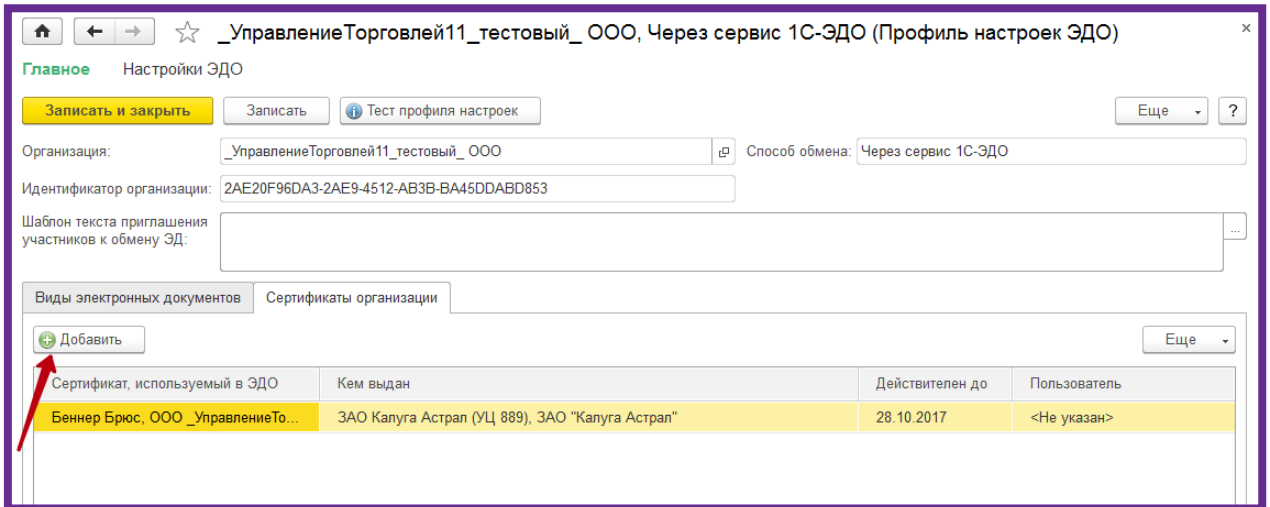 _УправлениеТорговлей11_тестовый_ ООО, Через сервис 1С-ЭДО (Профиль настроек ЭДО)
Главное Настройки ЭДО
Записать и закрыть Записать Тест профиля настроек Еще ?
Организация: _УправлениеТорговлей11_тестовый_ ООО Способ обмена: Через сервис 1С-ЭДО
Идентификатор организации: 2AE20F96DA3-2AE9-4512-AB3B-BA45DDABD853
Шаблон текста приглашения
участников к обмену ЭД: ...
Виды электронных документов Сертификаты организации
Добавить Еще
Сертификат, используемый в ЭДО Кем выдан Действителен до Пользователь
Беннер Брюс, ООО _УправлениеТо... ЗАО Калуга Астрал (УЦ 889), ЗАО "Калуга Астрал" 28.10.2017 <Не указан>